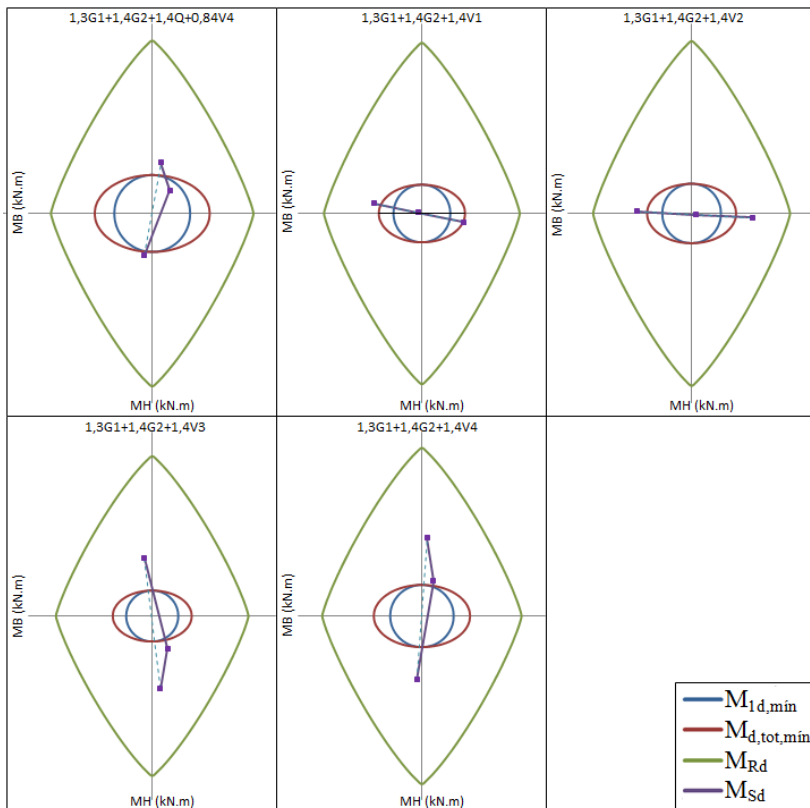 1,3G1+1,4G2+1,4Q+0,84V4
MB (kN.m)
MH (kN.m)
1,3G1+1,4G2+1,4V1
MB (kN.m)
MH (kN.m)
1,3G1+1,4G2+1,4V2
MB (kN.m)
MH (kN.m)
1,3G1+1,4G2+1,4V3
MB (kN.m)
MH (kN.m)
1,3G1+1,4G2+1,4V4
MB (kN.m)
MH (kN.m)
M1d,mín
Md,tot,mín
MRd
MSd